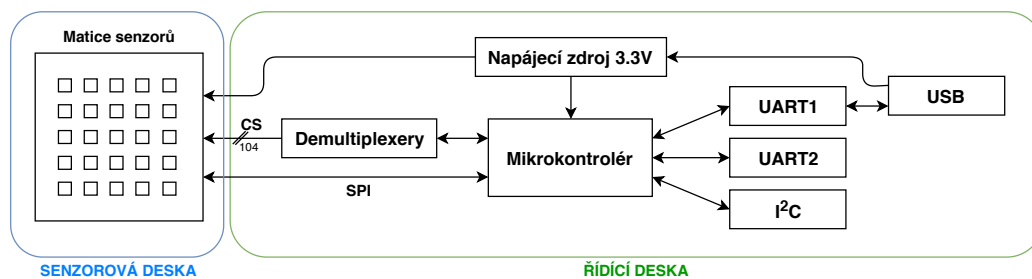 Matice senzorů
Napájecí zdroj 3.3V
USB
UART1
CS
104
Demultiplexery
Mikrokontrolér
UART2
SPI
I²C
SENZOROVÁ DESKA
ŘÍDÍCÍ DESKA